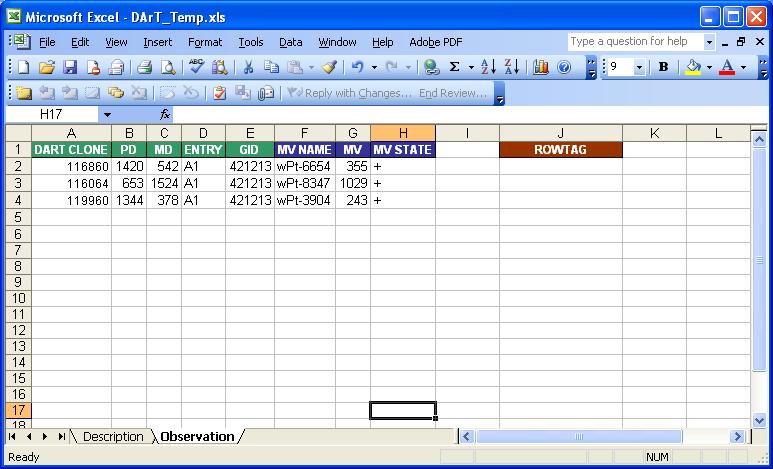 Microsoft Excel - DArT_Temp.xls
File Edit View Insert Format Tools Data Window Help Adobe PDF Type a question for help
ABC Σ A Z Z A 9 B A
Reply with Changes... End Review...
H17 fx
A B C D E F G H I J K L
1 DART CLONE PD MD ENTRY GID MV NAME MV MV STATE ROWTAG
2 116860 1420 542 A1 421213 wPt-6654 355 +
3 116064 653 1524 A1 421213 wPt-8347 1029 +
4 119960 1344 378 A1 421213 wPt-3904 243 +
5
6
7
8
9
10
11
12
13
14
15
16
17
18
Description Observation
Ready NUM